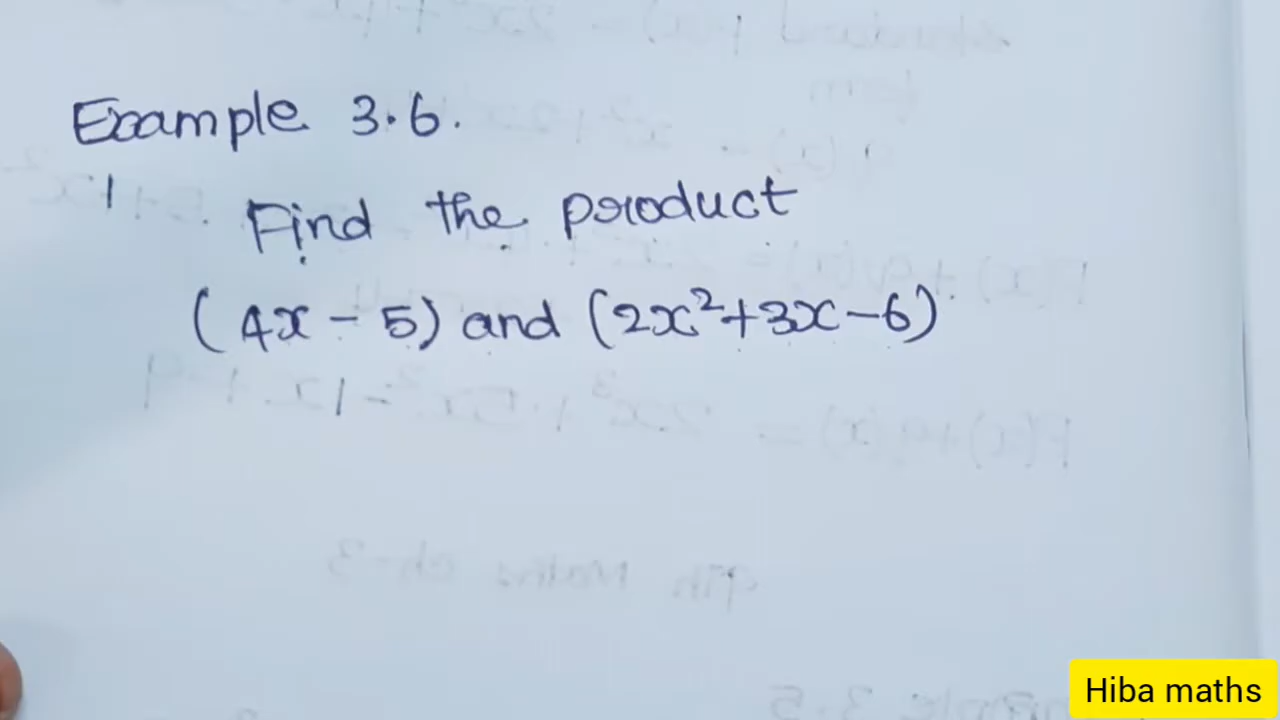 Example 3.6.
1. Find the product
(4x - 5) and (2x²+3x-6)
Hiba maths